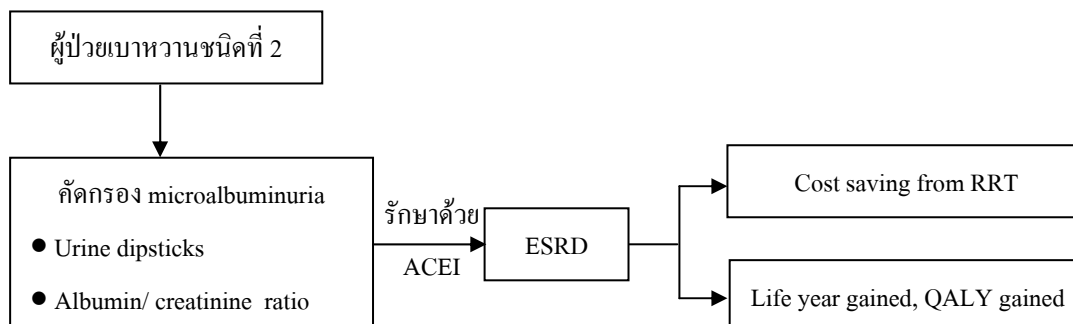 ผู้ป่วยเบาหวานชนิดที่ 2
คัดกรอง microalbuminuria
● Urine dipsticks
● Albumin/ creatinine ratio
รักษาด้วย
ACEI
ESRD
Cost saving from RRT
Life year gained, QALY gained